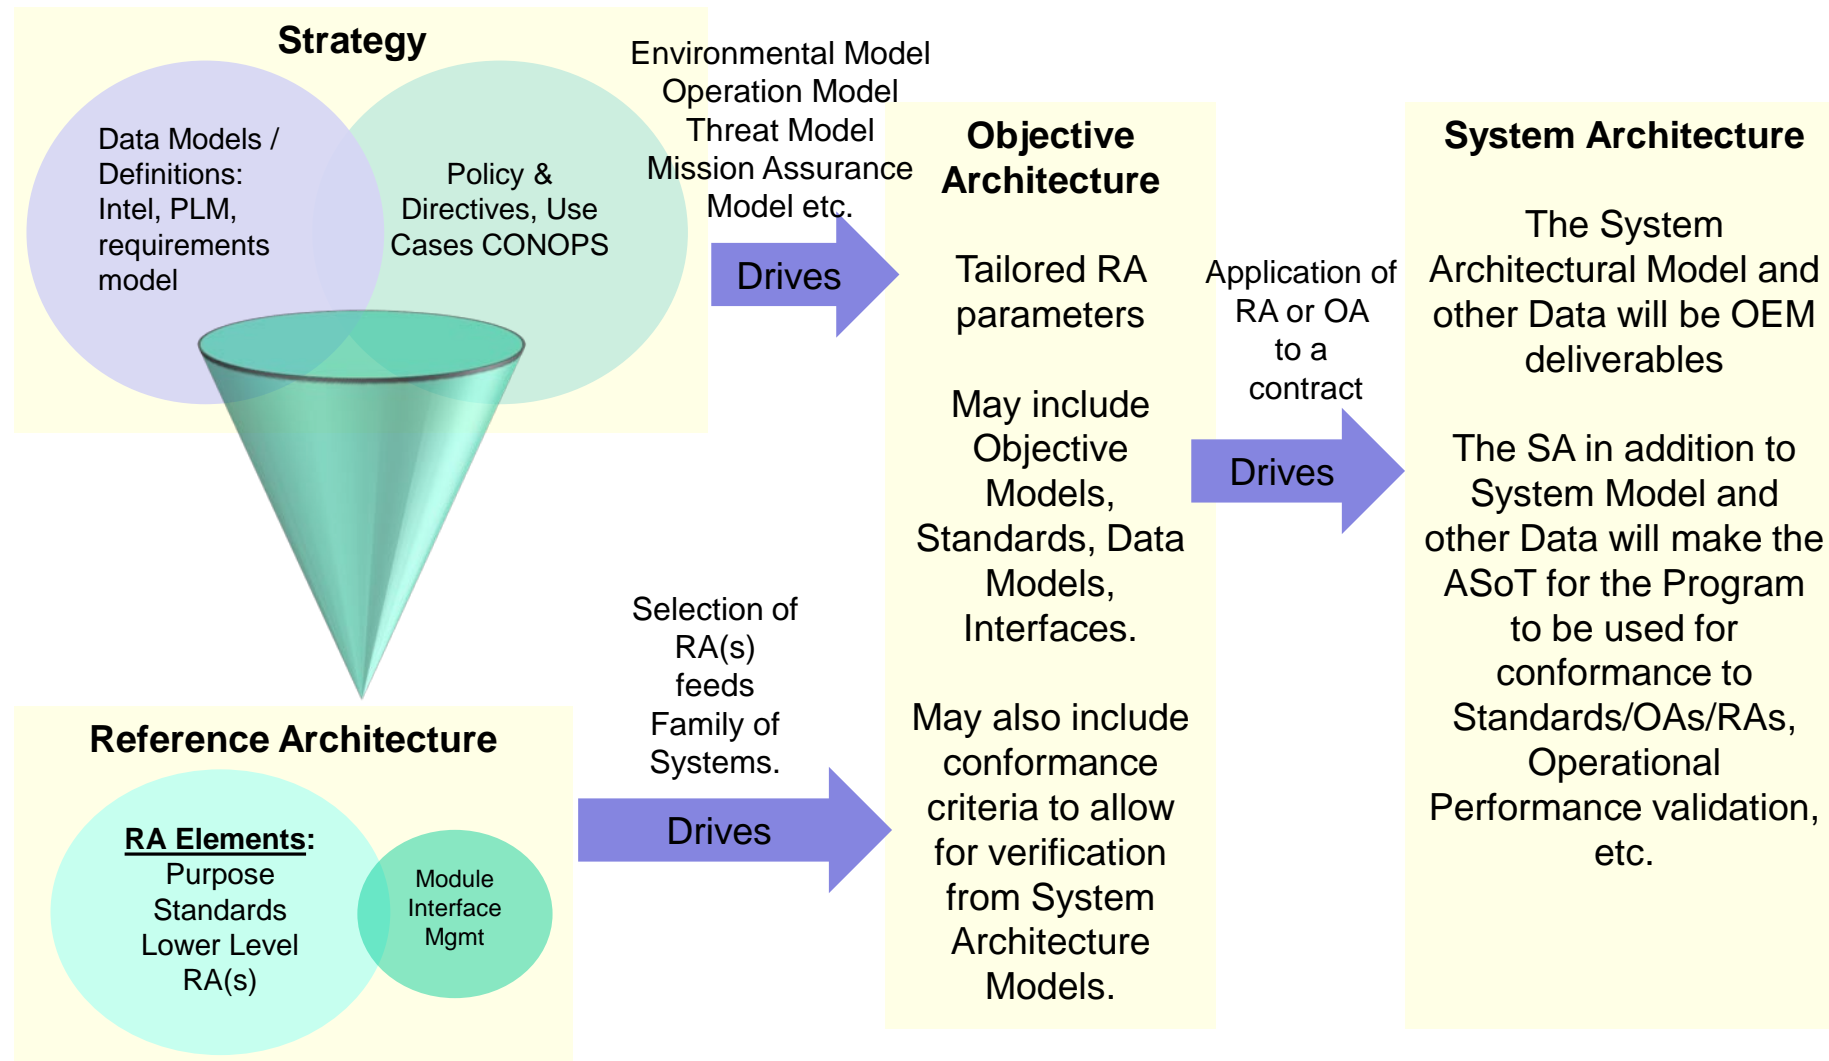 Strategy
Data Models /
Definitions:
Intel, PLM,
requirements
model
Policy &
Directives, Use
Cases CONOPS
Environmental Model
Operation Model
Threat Model
Mission Assurance
Model etc.
Drives
Reference Architecture
RA Elements:
Purpose
Standards
Lower Level
RA(s)
Module
Interface
Mgmt
Selection of
RA(s)
feeds
Family of
Systems.
Drives
Objective
Architecture
Tailored RA
parameters
May include
Objective
Models,
Standards, Data
Models,
Interfaces.
May also include
conformance
criteria to allow
for verification
from System
Architecture
Models.
Application of
RA or OA
to a
contract
Drives
System Architecture
The System
Architectural Model and
other Data will be OEM
deliverables
The SA in addition to
System Model and
other Data will make the
ASoT for the Program
to be used for
conformance to
Standards/OAs/RAs,
Operational
Performance validation,
etc.